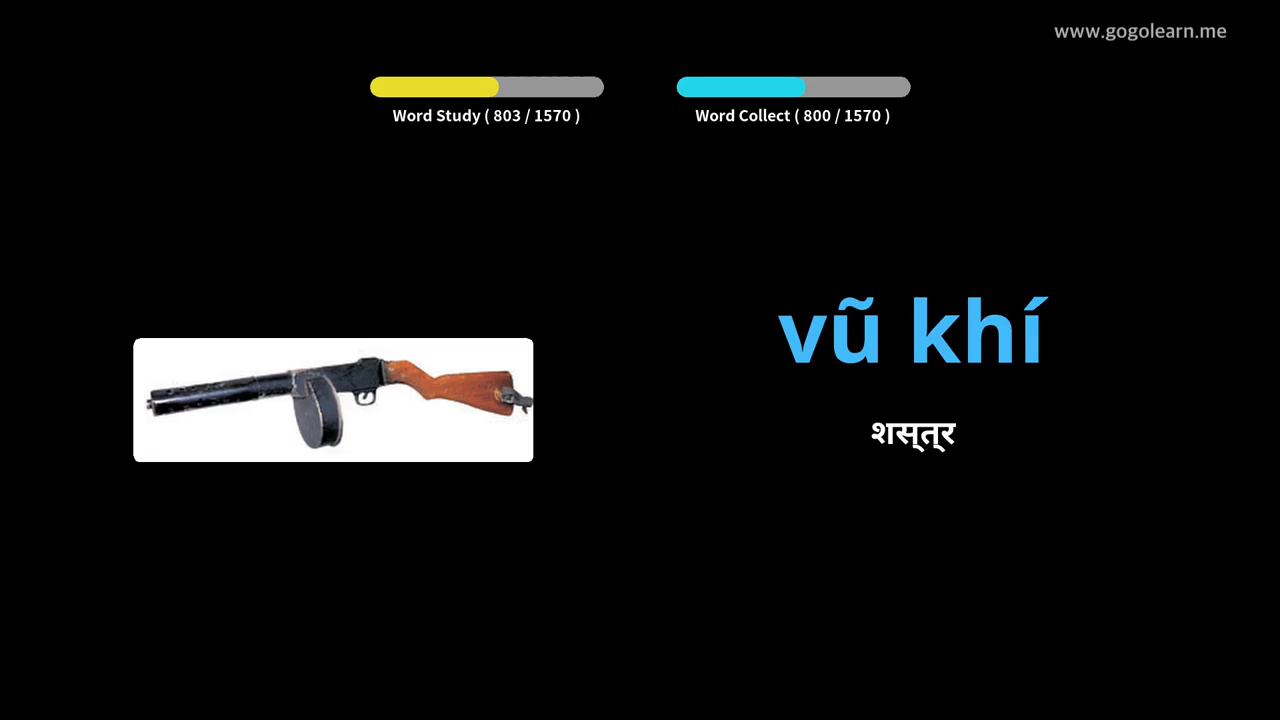 www.gogolearn.me
Word Study ( 803 / 1570 )
Word Collect ( 800 / 1570 )
vũ khí
शस्त्र